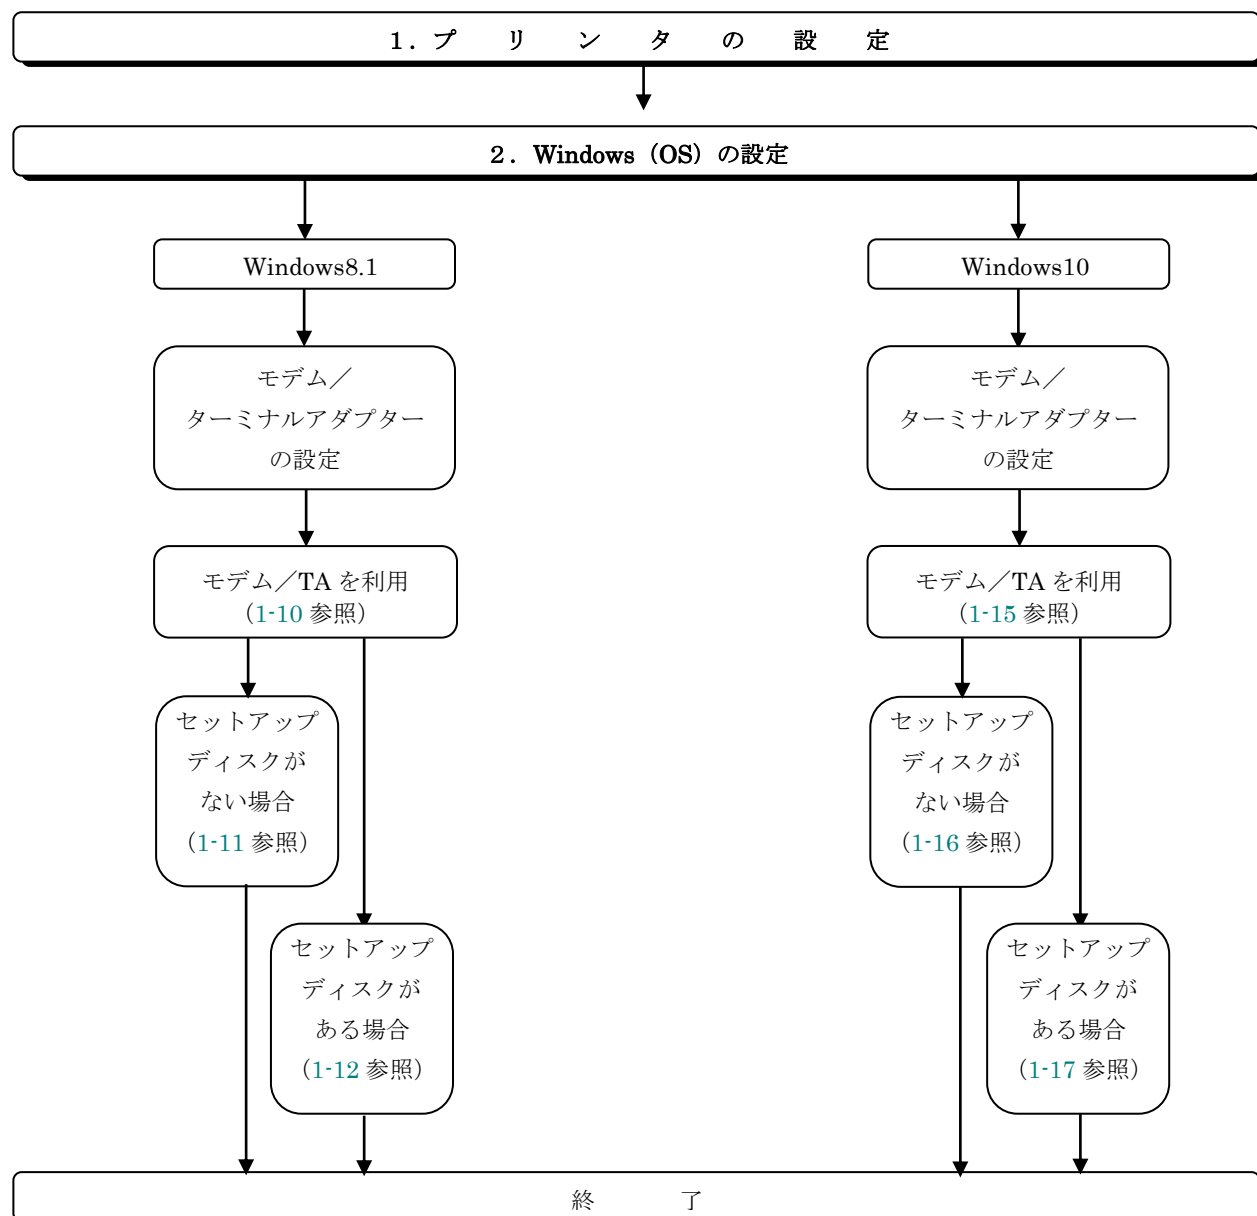 1．プ　リ　ン　タ　の　設　定
2．Windows（OS）の設定
Windows8.1
モデム／
ターミナルアダプター
の設定
モデム／TA を利用
（1-10 参照）
セットアップ
ディスクが
ない場合
（1-11 参照）
セットアップ
ディスクが
ある場合
（1-12 参照）
Windows10
モデム／
ターミナルアダプター
の設定
モデム／TA を利用
（1-15 参照）
セットアップ
ディスクが
ない場合
（1-16 参照）
セットアップ
ディスクが
ある場合
（1-17 参照）
終　　　了